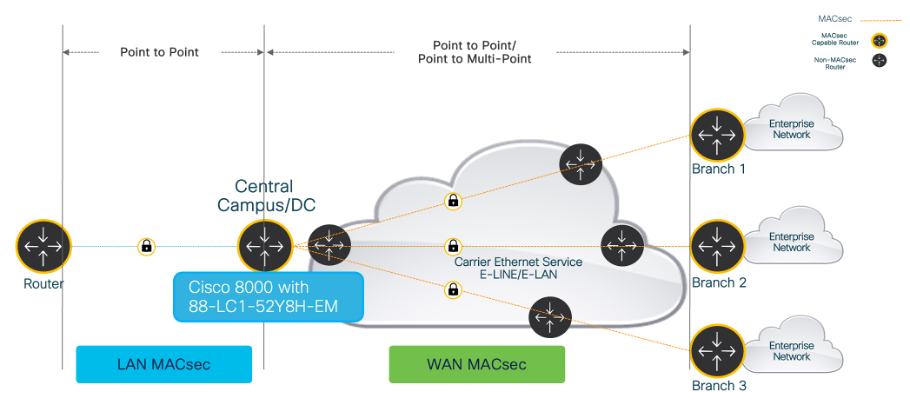 MACsec
MACsec
Capable Router
Non-MACsec
Router
Point to Point
Point to Point/
Point to Multi-Point
Enterprise
Network
Branch 1
Central
Campus/DC
Enterprise
Network
Branch 2
Carrier Ethernet Service
E-LINE/E-LAN
Router
Cisco 8000 with
88-LC1-52Y8H-EM
Enterprise
Network
Branch 3
LAN MACsec
WAN MACsec